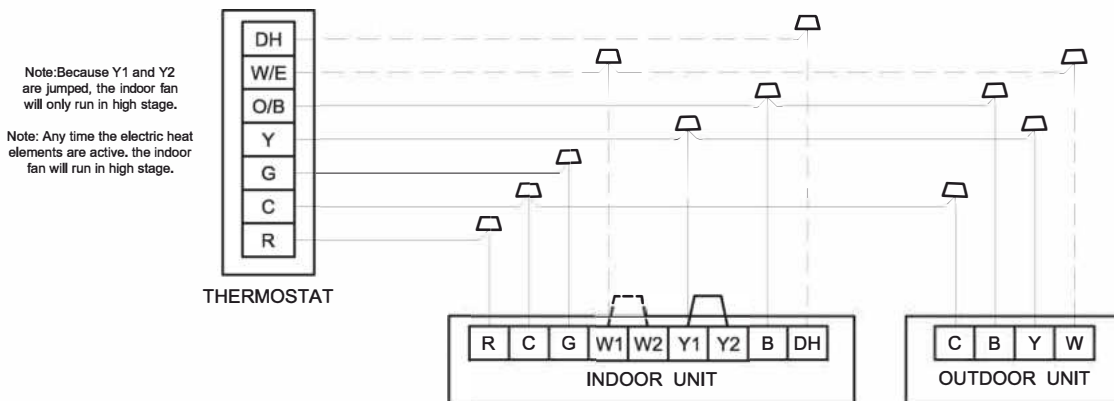 Note:Because Y1 and Y2
are jumped, the indoor fan
will only run in high stage.
Note: Any time the electric heat
elements are active. the indoor
fan will run in high stage.
DH
W/E
O/B
Y
G
C
R
THERMOSTAT
R C G W1 W2 Y1 Y2 B DH
INDOOR UNIT
C B Y W
OUTDOOR UNIT